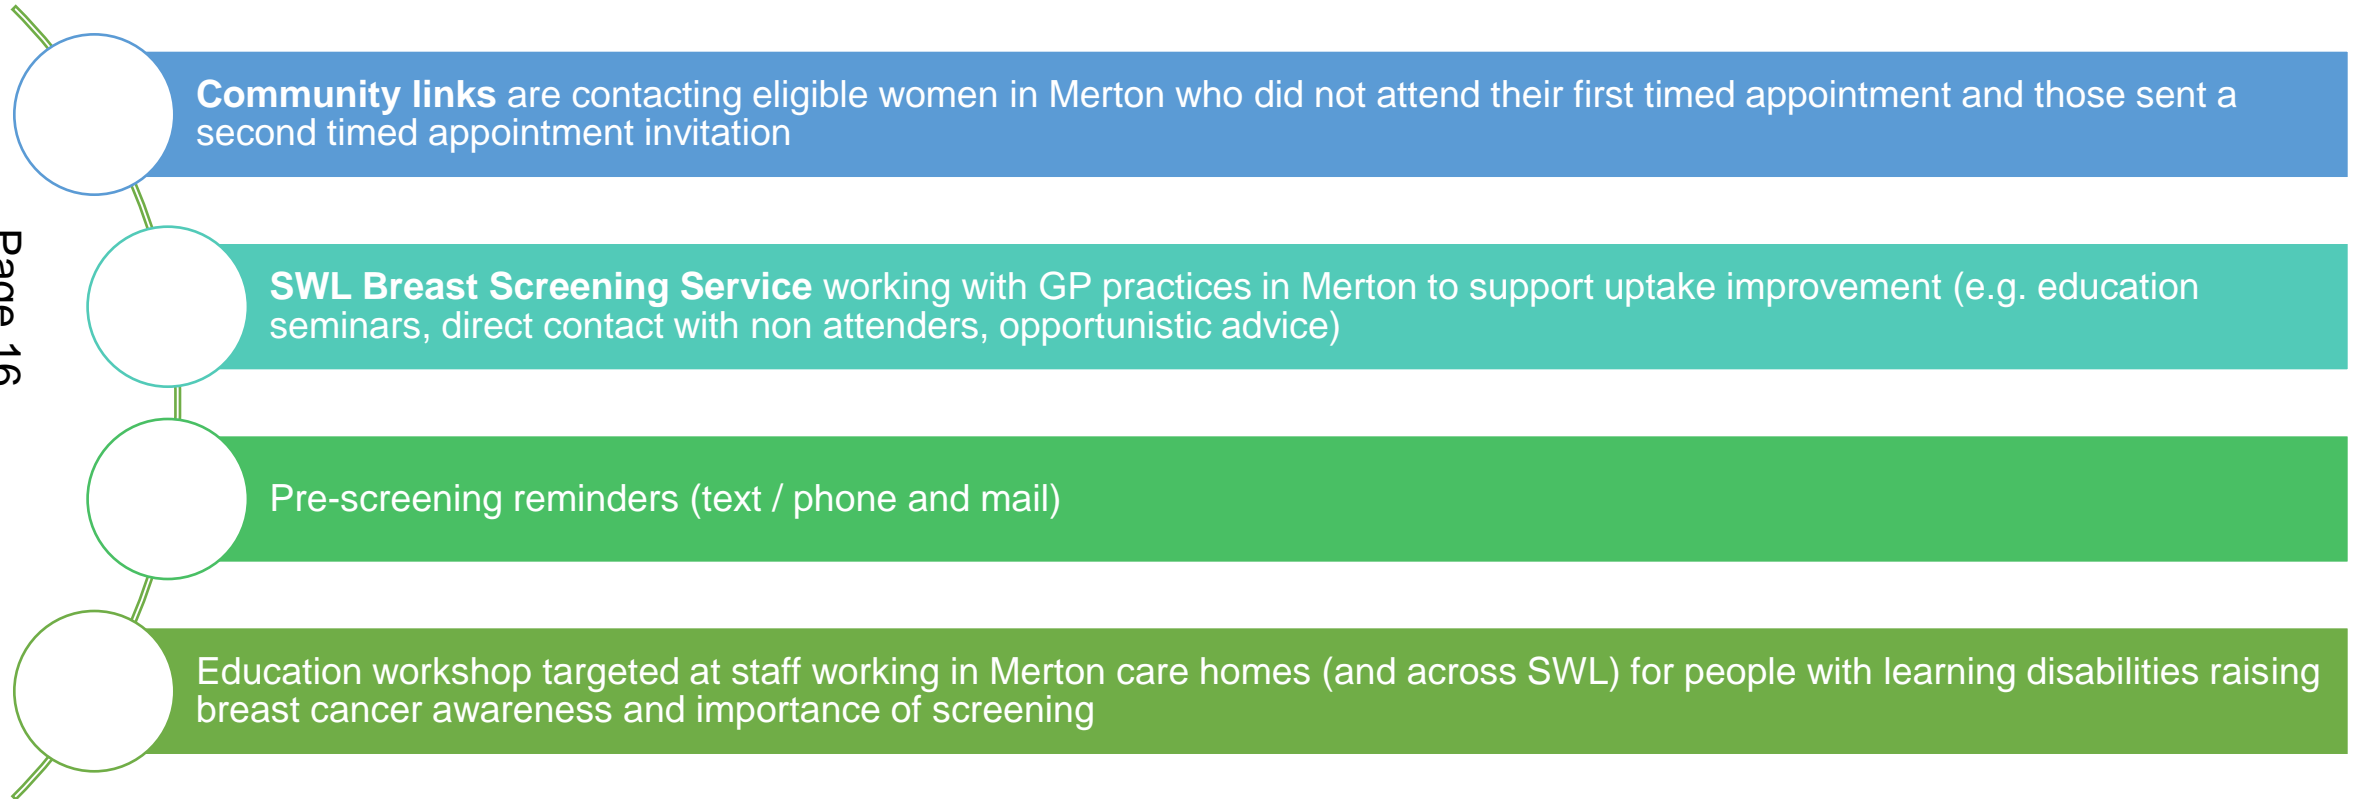 Community links are contacting eligible women in Merton who did not attend their first timed appointment and those sent a
second timed appointment invitation
SWL Breast Screening Service working with GP practices in Merton to support uptake improvement (e.g. education
seminars, direct contact with non attenders, opportunistic advice)
Page 16
Pre-screening reminders (text / phone and mail)
Education workshop targeted at staff working in Merton care homes (and across SWL) for people with learning disabilities raising
breast cancer awareness and importance of screening